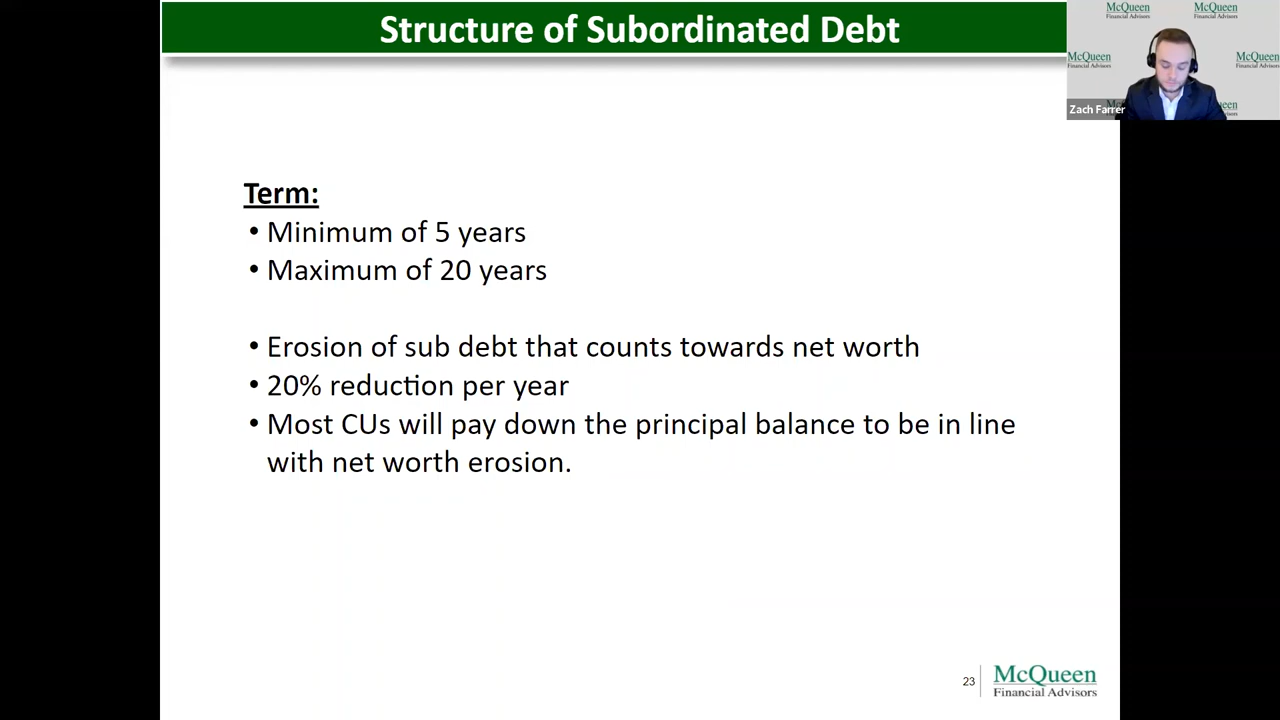 Structure of Subordinated Debt
McQueen
Financial Advisors
McQueen
Financial Advisors
McQueen
Financial Advisors
McQueen
Financial Advisors
Zach Farrer
Term:
• Minimum of 5 years
• Maximum of 20 years
• Erosion of sub debt that counts towards net worth
• 20% reduction per year
• Most CUs will pay down the principal balance to be in line
with net worth erosion.
23
McQueen
Financial Advisors